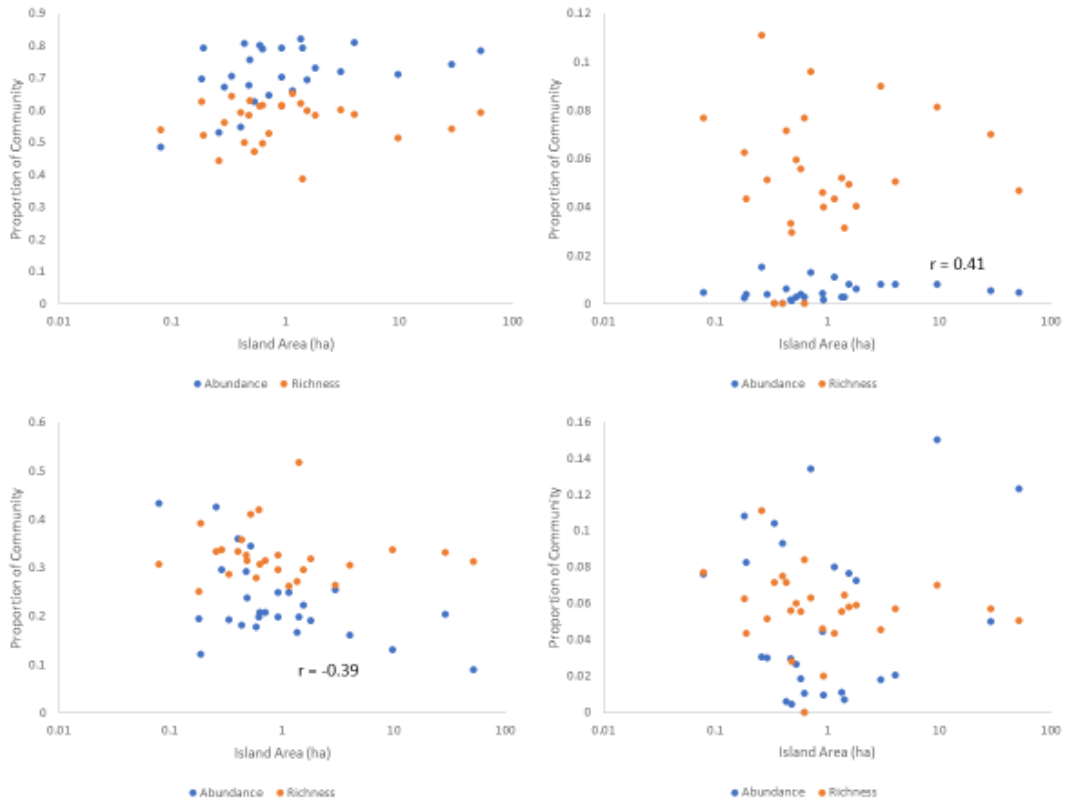 0.9
0.8
0.7
0.6
0.5
0.4
0.3
0.2
0.1
0
Proportion of Community
0.01 0.1 1 10 100
Island Area (ha)
Abundance Richness
0.12
0.1
0.08
0.06
0.04
0.02
0
Proportion of Community
r = 0.41
0.01 0.1 1 10 100
Island Area (ha)
Abundance Richness
0.6
0.5
0.4
0.3
0.2
0.1
0
Proportion of Community
r = -0.39
0.01 0.1 1 10 100
Island Area (ha)
Abundance Richness
0.16
0.14
0.12
0.1
0.08
0.06
0.04
0.02
0
Proportion of Community
0.01 0.1 1 10 100
Island Area (ha)
Abundance Richness